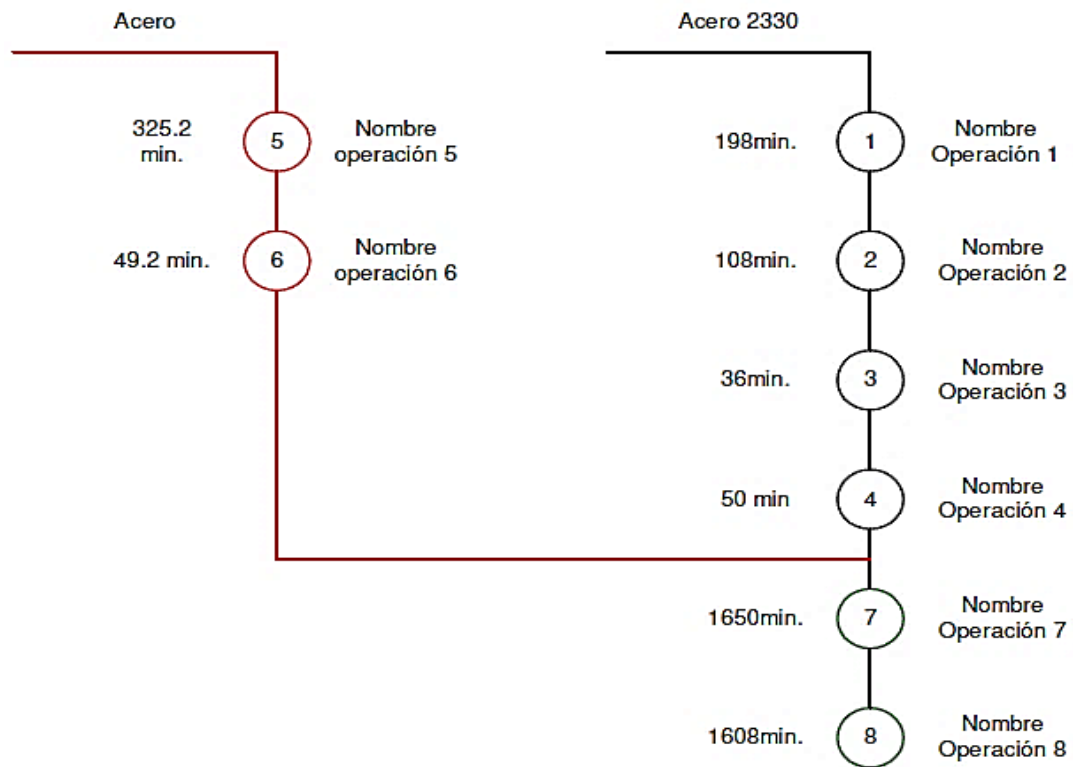 Acero
Acero 2330
325.2
min.
5
Nombre
operación 5
198min.
1
Nombre
Operación 1
49.2 min.
6
Nombre
operación 6
108min.
2
Nombre
Operación 2
36min.
3
Nombre
Operación 3
50 min
4
Nombre
Operación 4
1650min.
7
Nombre
Operación 7
1608min.
8
Nombre
Operación 8